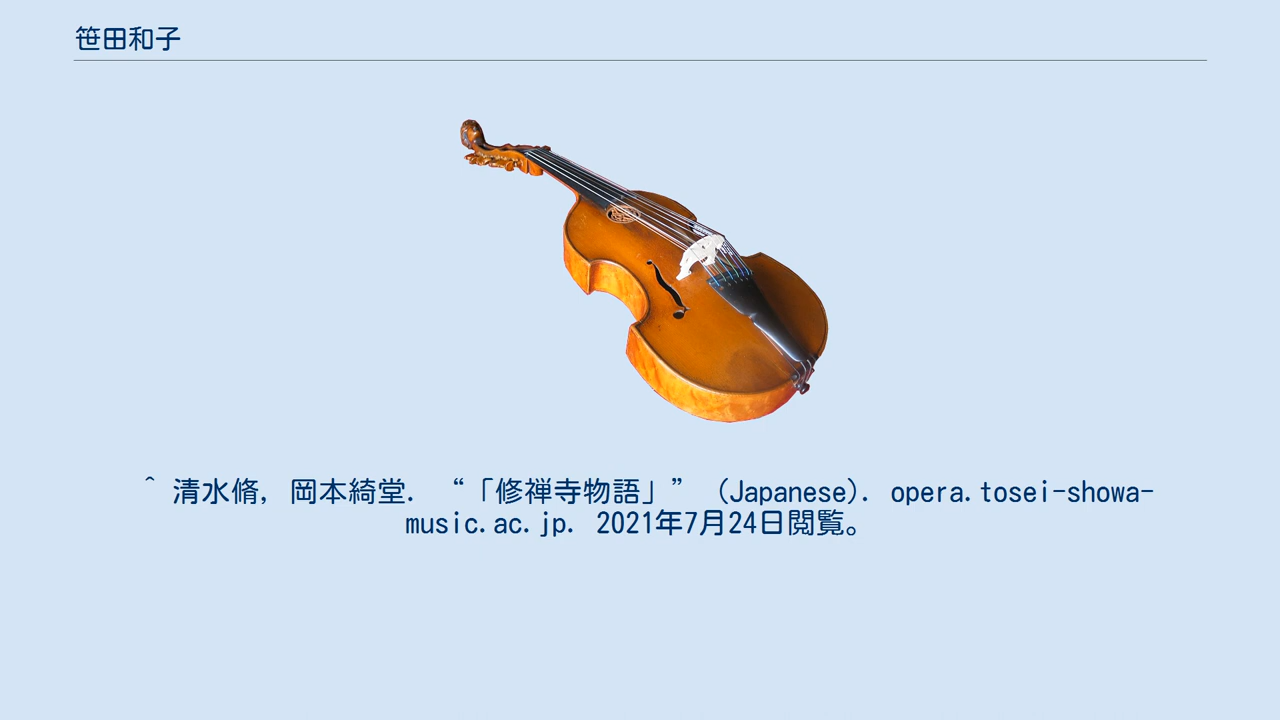 笹田和子
^ 清水脩, 岡本綺堂. “「修禅寺物語」” (Japanese). opera.tosei-showa-
music.ac.jp. 2021年7月24日閲覧。